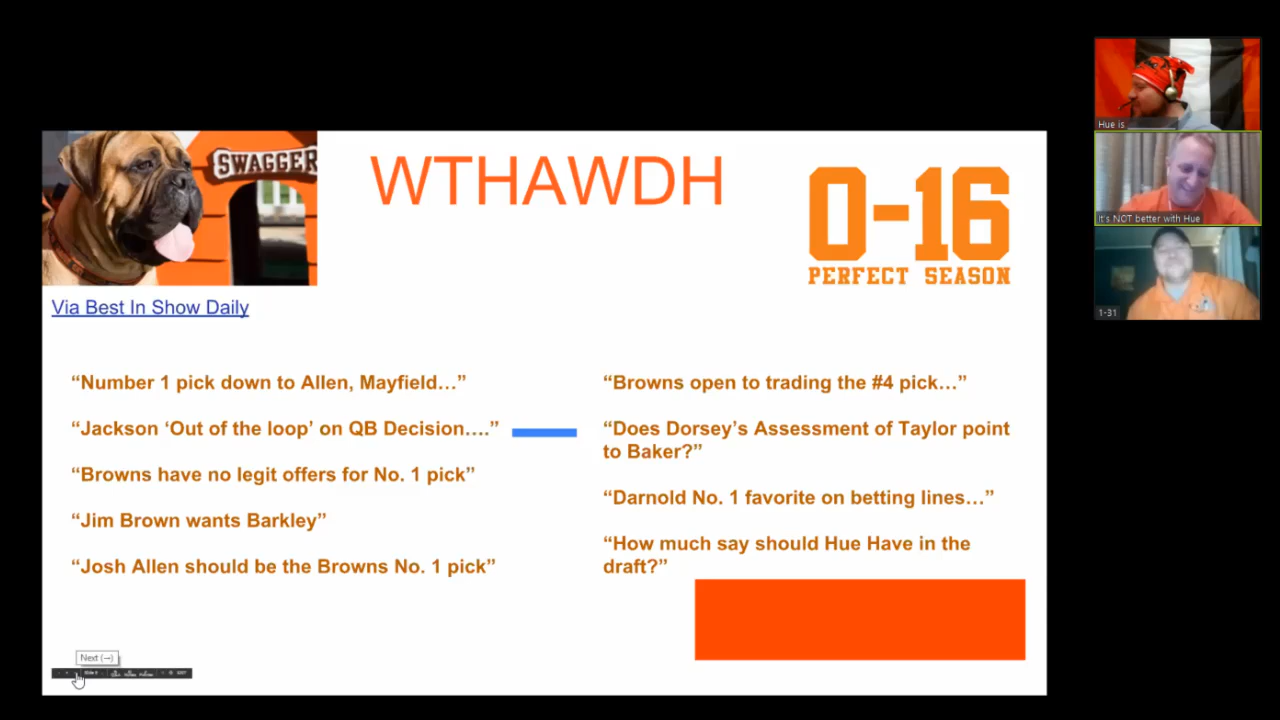 SWAGGER
WTHAWDH
0-16
PERFECT SEASON
Via Best In Show Daily
“Number 1 pick down to Allen, Mayfield…”
“Jackson ‘Out of the loop’ on QB Decision….”
“Browns have no legit offers for No. 1 pick”
“Jim Brown wants Barkley”
“Josh Allen should be the Browns No. 1 pick”
“Browns open to trading the #4 pick…”
“Does Dorsey’s Assessment of Taylor point
to Baker?”
“Darnold No. 1 favorite on betting lines…”
“How much say should Hue Have in the
draft?”
Next (→)
Hue is ________
It's NOT better with Hue
1-31